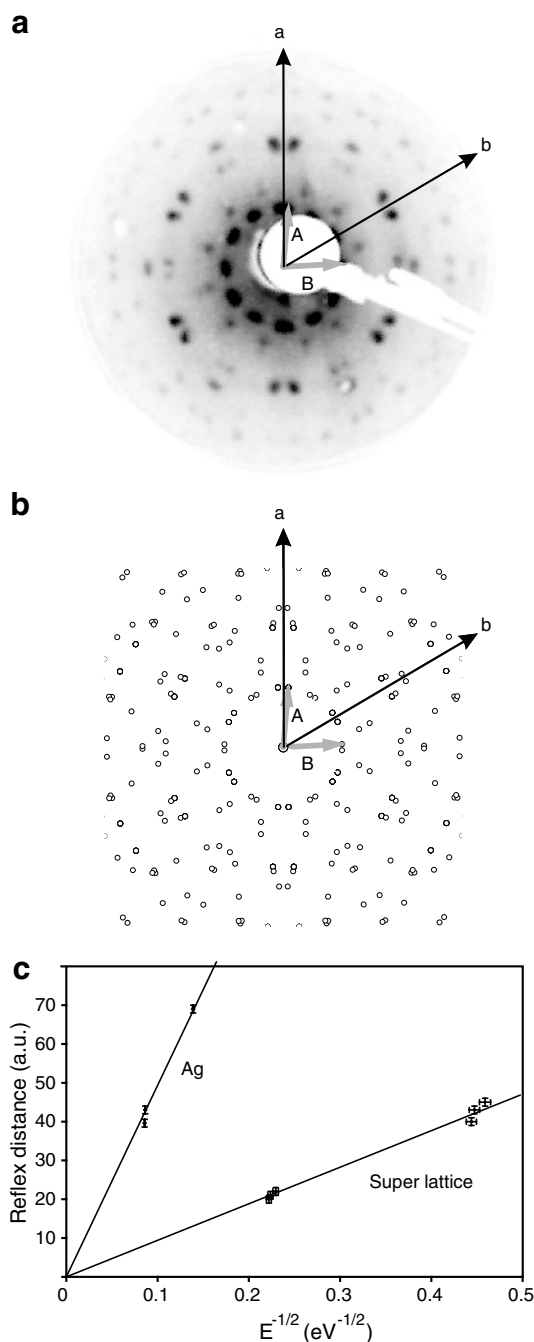 a
a
b
A
B
b
a
b
A
B
c
70
60
50
40
30
20
10
Reflex distance (a.u.)
Ag
Super lattice
0
0.1
0.2
0.3
0.4
0.5
E^{-1/2} (eV^{-1/2})